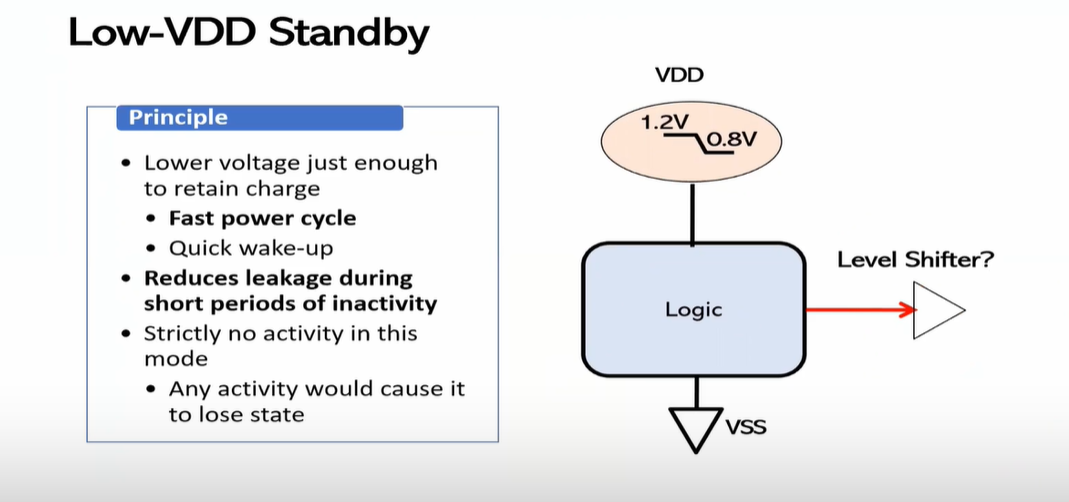 Low-VDD Standby
Principle
• Lower voltage just enough
to retain charge
• Fast power cycle
• Quick wake-up
• Reduces leakage during
short periods of inactivity
• Strictly no activity in this
mode
• Any activity would cause it
to lose state
VDD
1.2V
0.8V
Level Shifter?
Logic
VSS